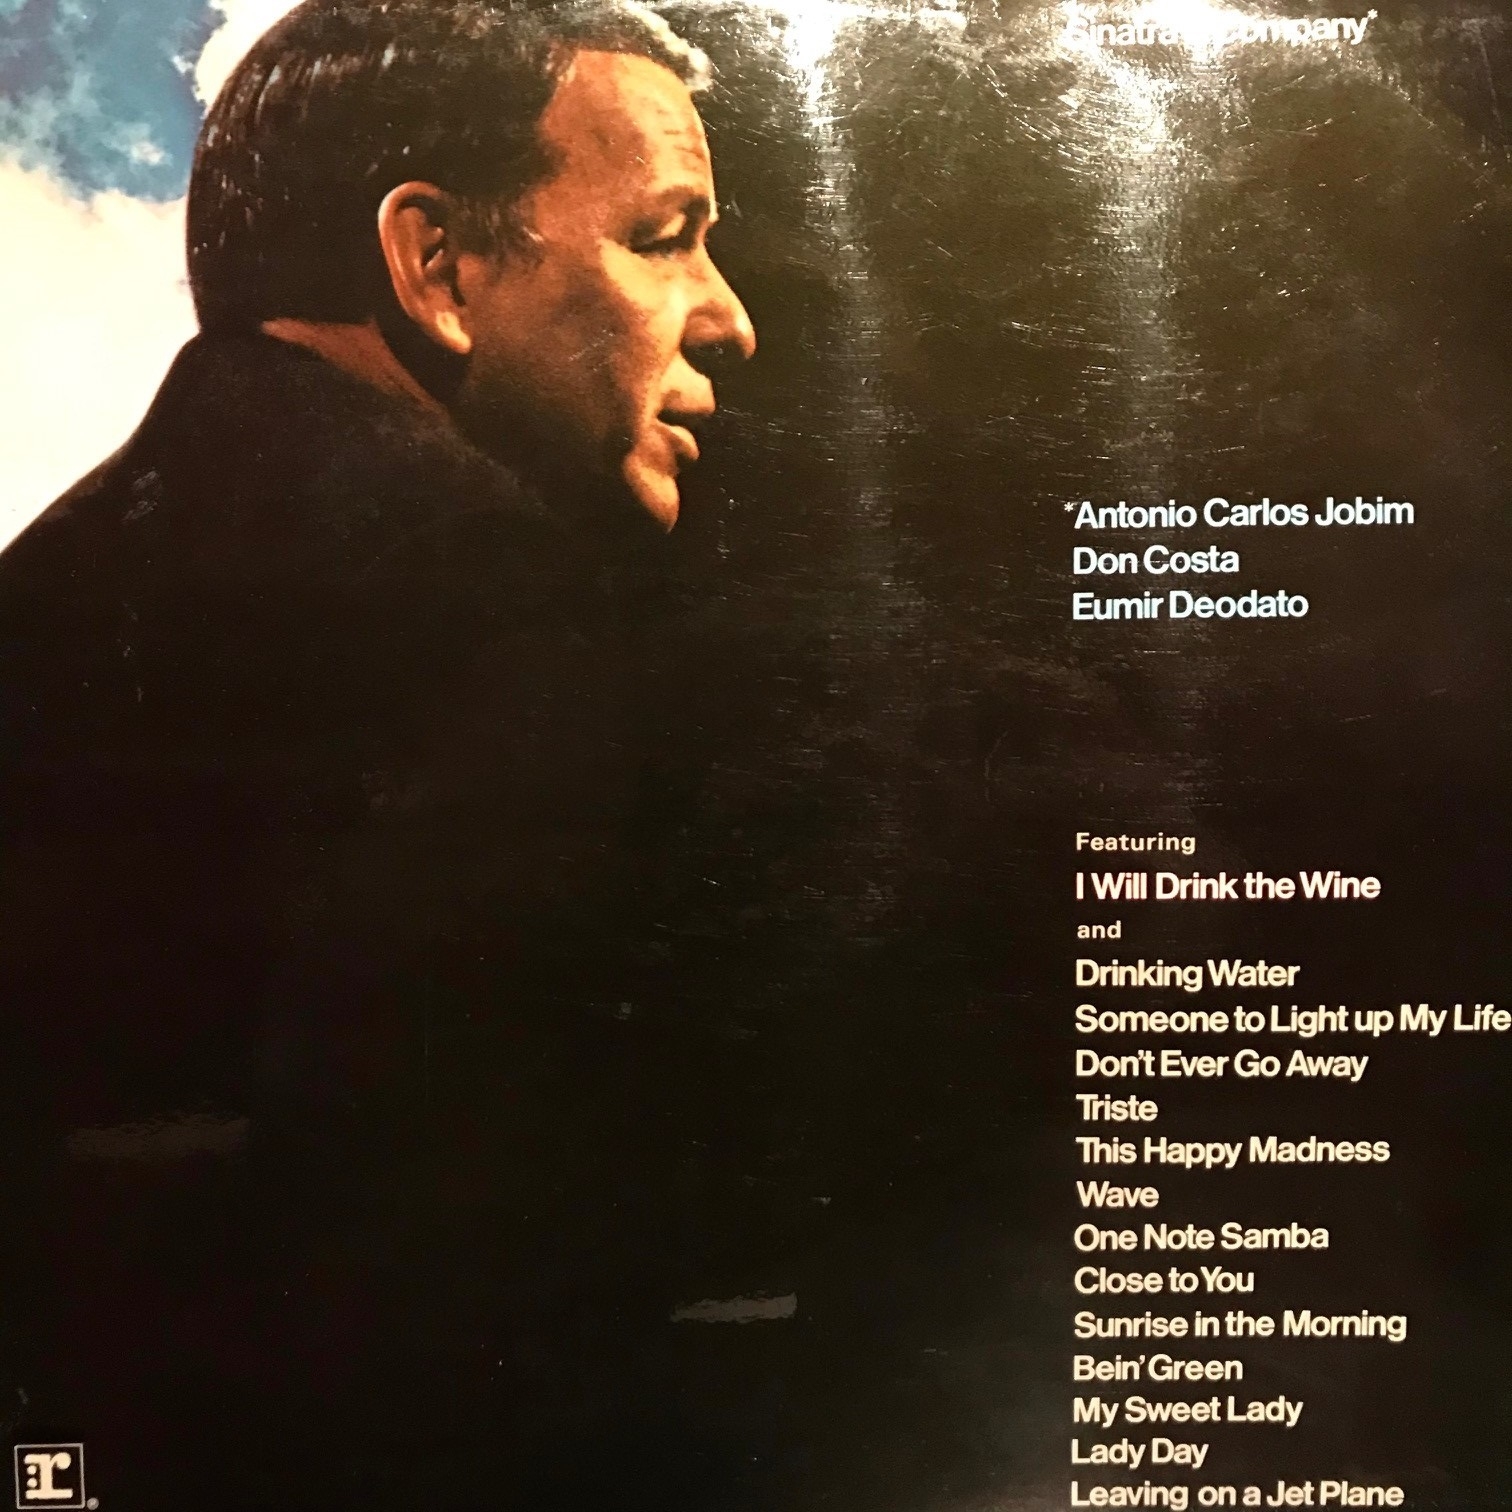 Sinatra & Company*
*Antonio Carlos Jobim
Don Costa
Eumir Deodato
Featuring
I Will Drink the Wine
and
Drinking Water
Someone to Light up My Life
Don't Ever Go Away
Triste
This Happy Madness
Wave
One Note Samba
Close to You
Sunrise in the Morning
Bein' Green
My Sweet Lady
Lady Day
Leaving on a Jet Plane
:r
®